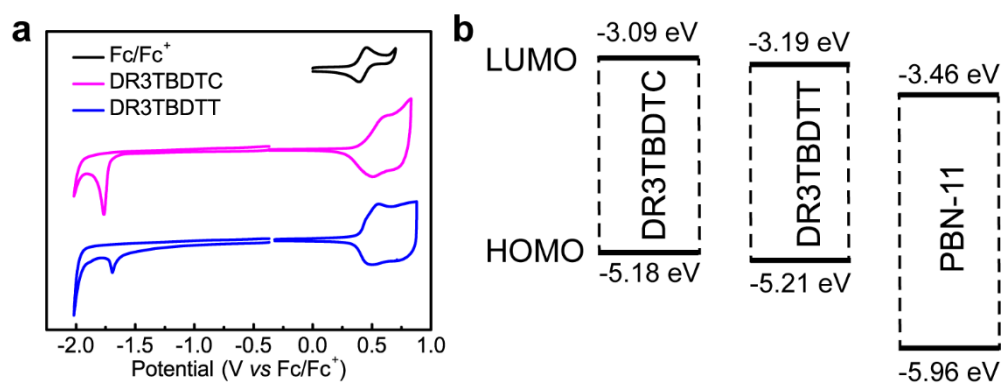 a
Fc/Fc⁺
DR3TBDTC
DR3TBDTT
-2.0 -1.5 -1.0 -0.5 0.0 0.5 1.0
Potential (V vs Fc/Fc⁺)
b
LUMO
HOMO
-3.09 eV
DR3TBDTC
-5.18 eV
-3.19 eV
DR3TBDTT
-5.21 eV
-3.46 eV
PBN-11
-5.96 eV